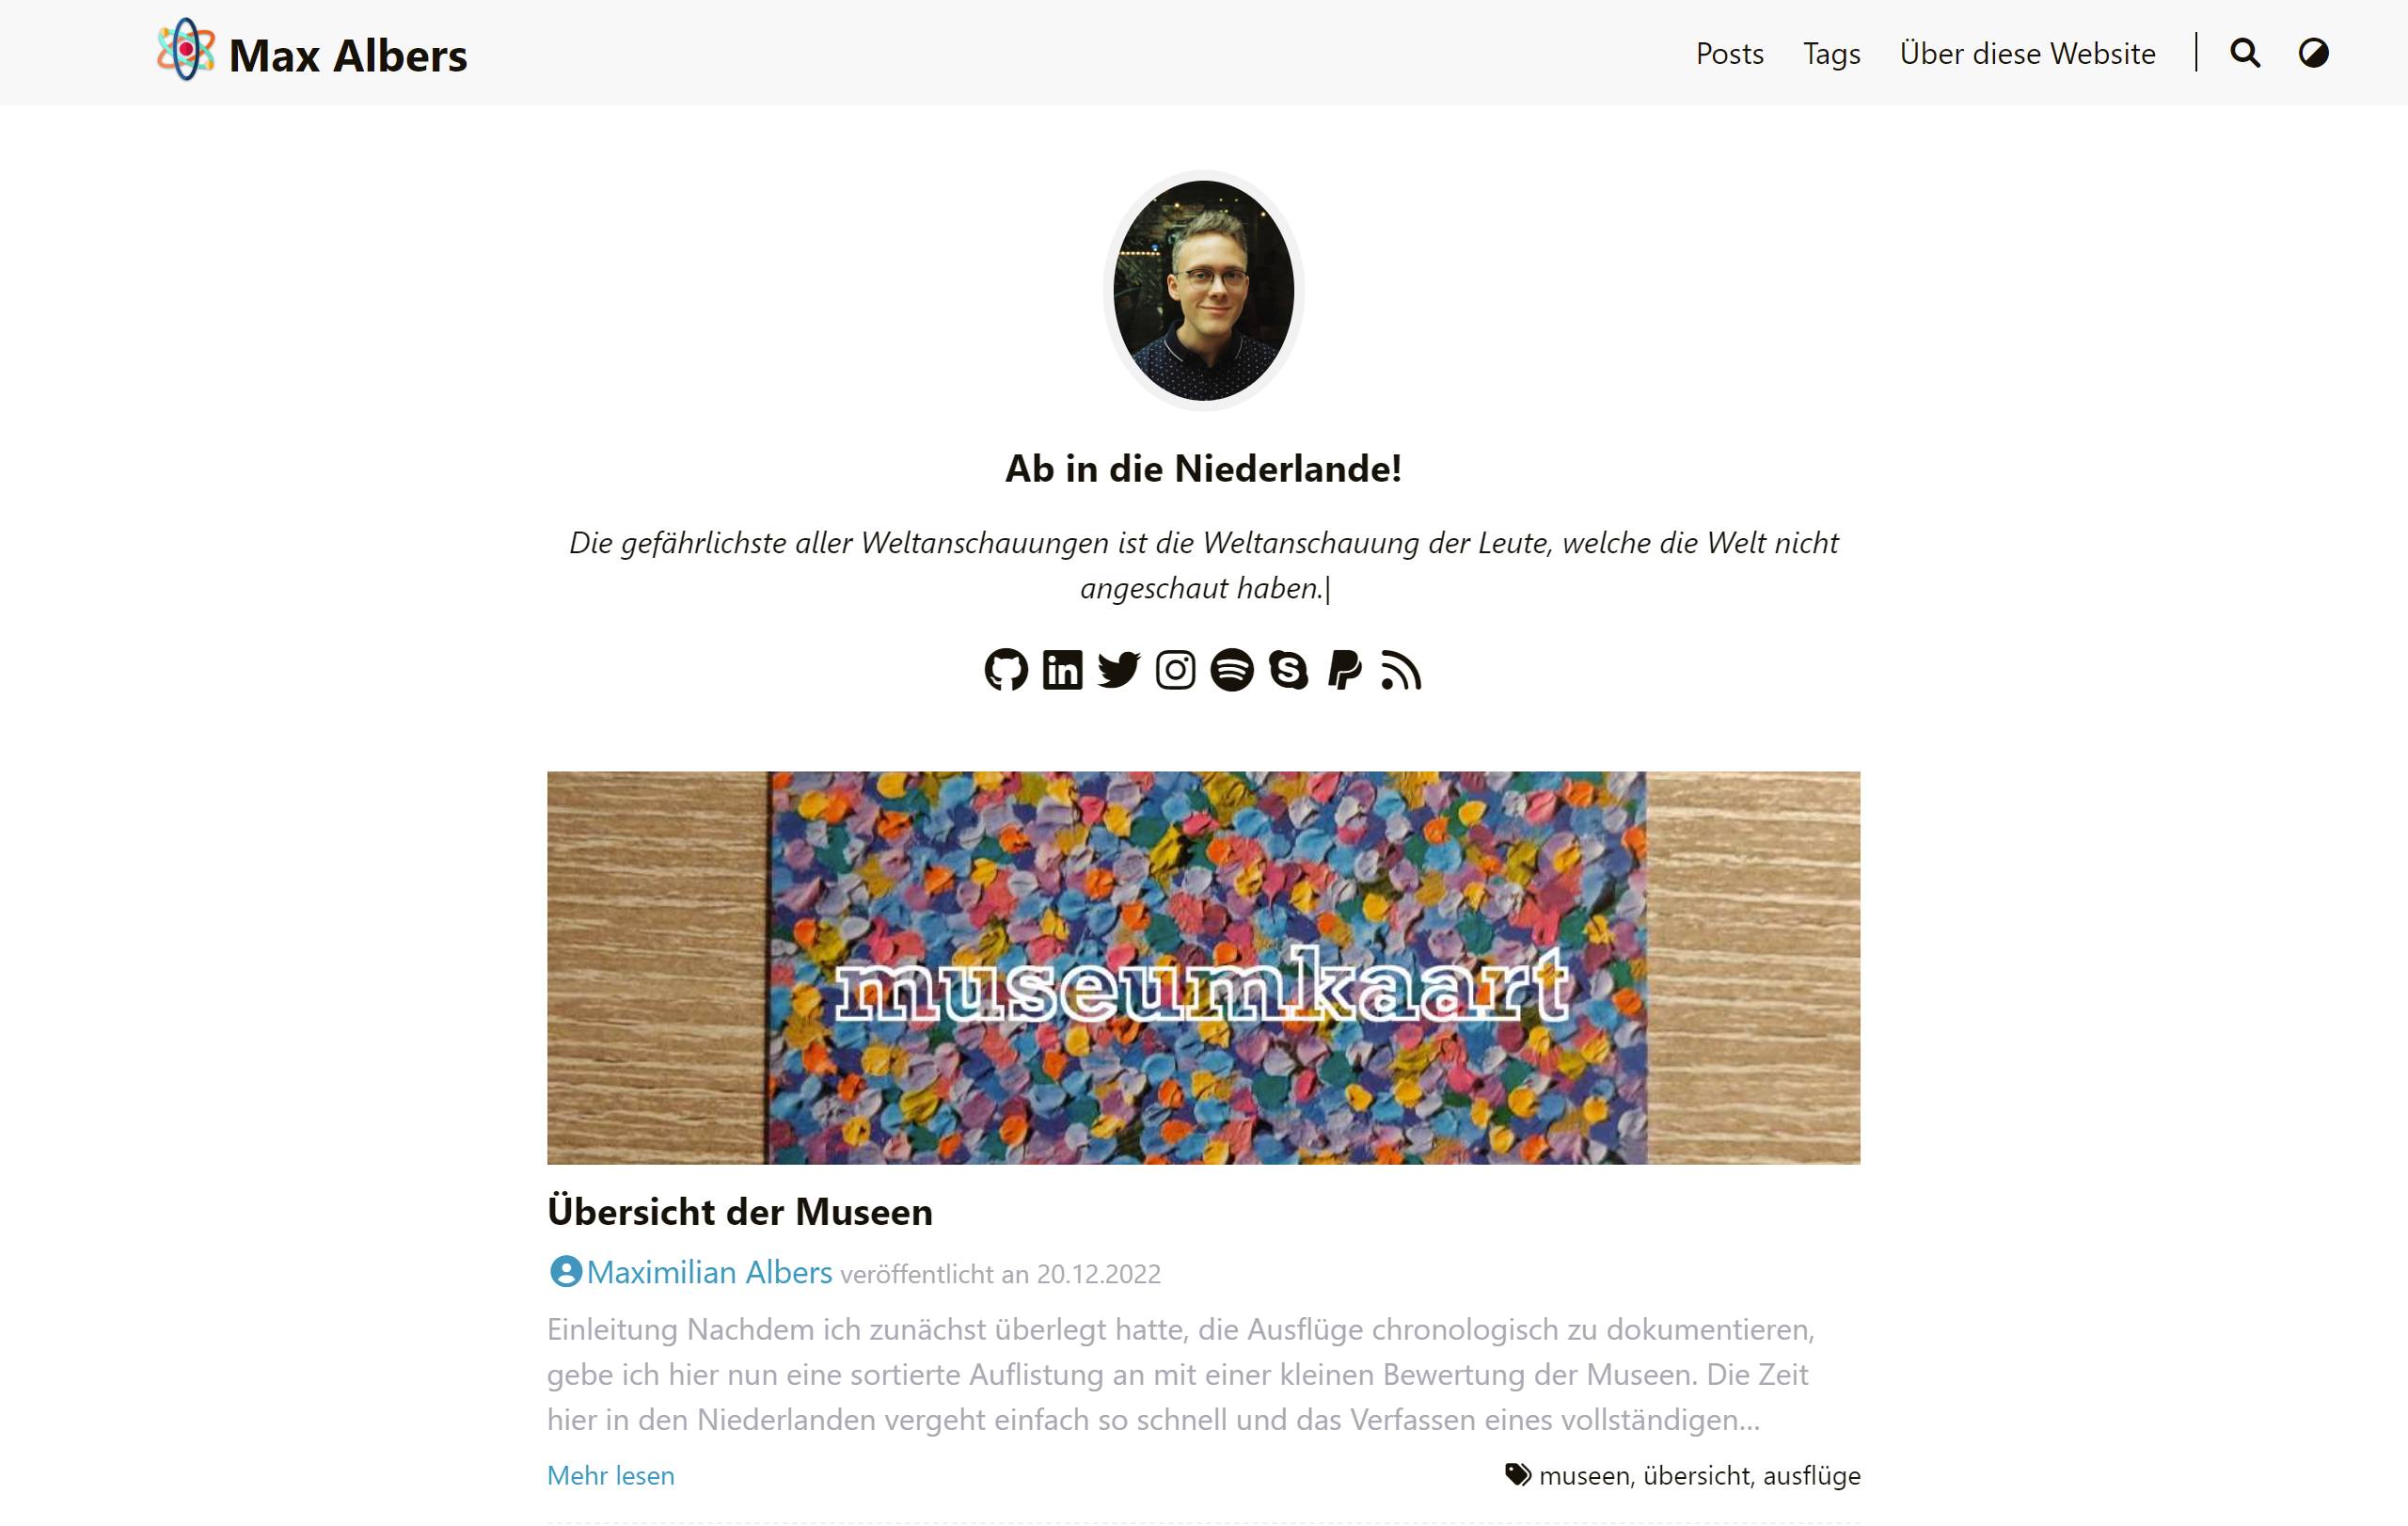 Max Albers
Posts
Tags
Über diese Website
Ab in die Niederlande!
Die gefährlichste aller Weltanschauungen ist die Weltanschauung der Leute, welche die Welt nicht
angeschaut haben.|
museumkaart
Übersicht der Museen
Maximilian Albers veröffentlicht an 20.12.2022
Einleitung Nachdem ich zunächst überlegt hatte, die Ausflüge chronologisch zu dokumentieren,
gebe ich hier nun eine sortierte Auflistung an mit einer kleinen Bewertung der Museen. Die Zeit
hier in den Niederlanden vergeht einfach so schnell und das Verfassen eines vollständigen...
Mehr lesen
museen, übersicht, ausflüge